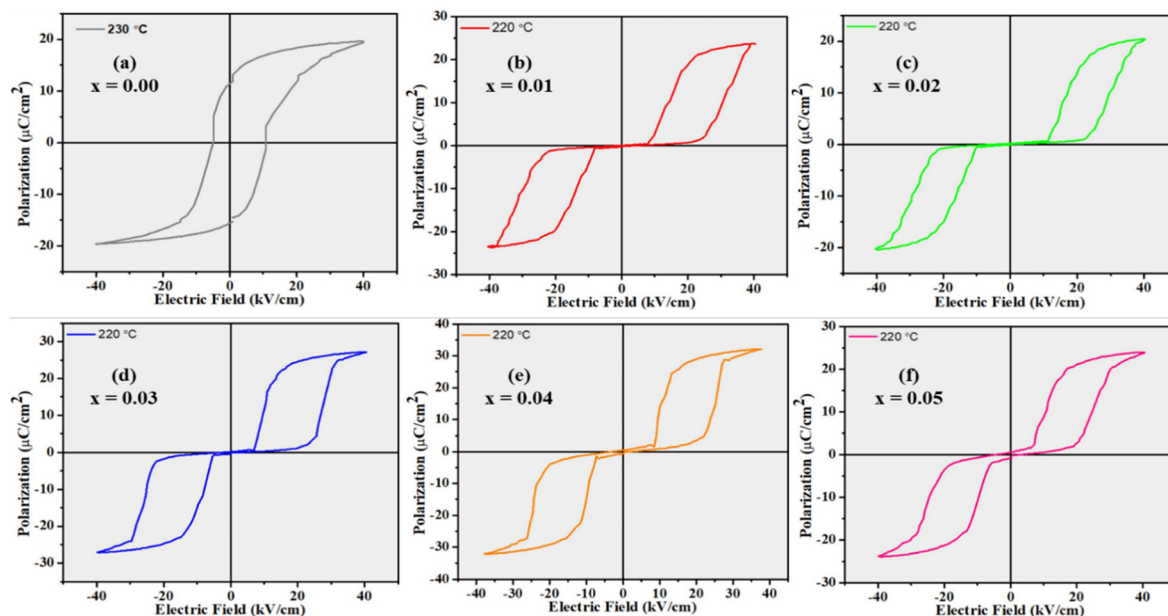 230 °C
(a)
x = 0.00
20
10
0
-10
-20
-40 -20 0 20 40
Polarization (µC/cm²)
Electric Field (kV/cm)
220 °C
(b)
x = 0.01
30
20
10
0
-10
-20
-30
-40 -20 0 20 40
Polarization (µC/cm²)
Electric Field (kV/cm)
220 °C
(c)
x = 0.02
20
10
0
-10
-20
-40 -20 0 20 40
Polarization (µC/cm²)
Electric Field (kV/cm)
220 °C
(d)
x = 0.03
30
20
10
0
-10
-20
-30
-40 -20 0 20 40
Polarization (µC/cm²)
Electric Field (kV/cm)
220 °C
(e)
x = 0.04
40
30
20
10
0
-10
-20
-30
-40
-40 -30 -20 -10 0 10 20 30 40
Polarization (µC/cm²)
Electric Field (kV/cm)
220 °C
(f)
x = 0.05
30
20
10
0
-10
-20
-30
-40 -20 0 20 40
Polarization (µC/cm²)
Electric Field (kV/cm)